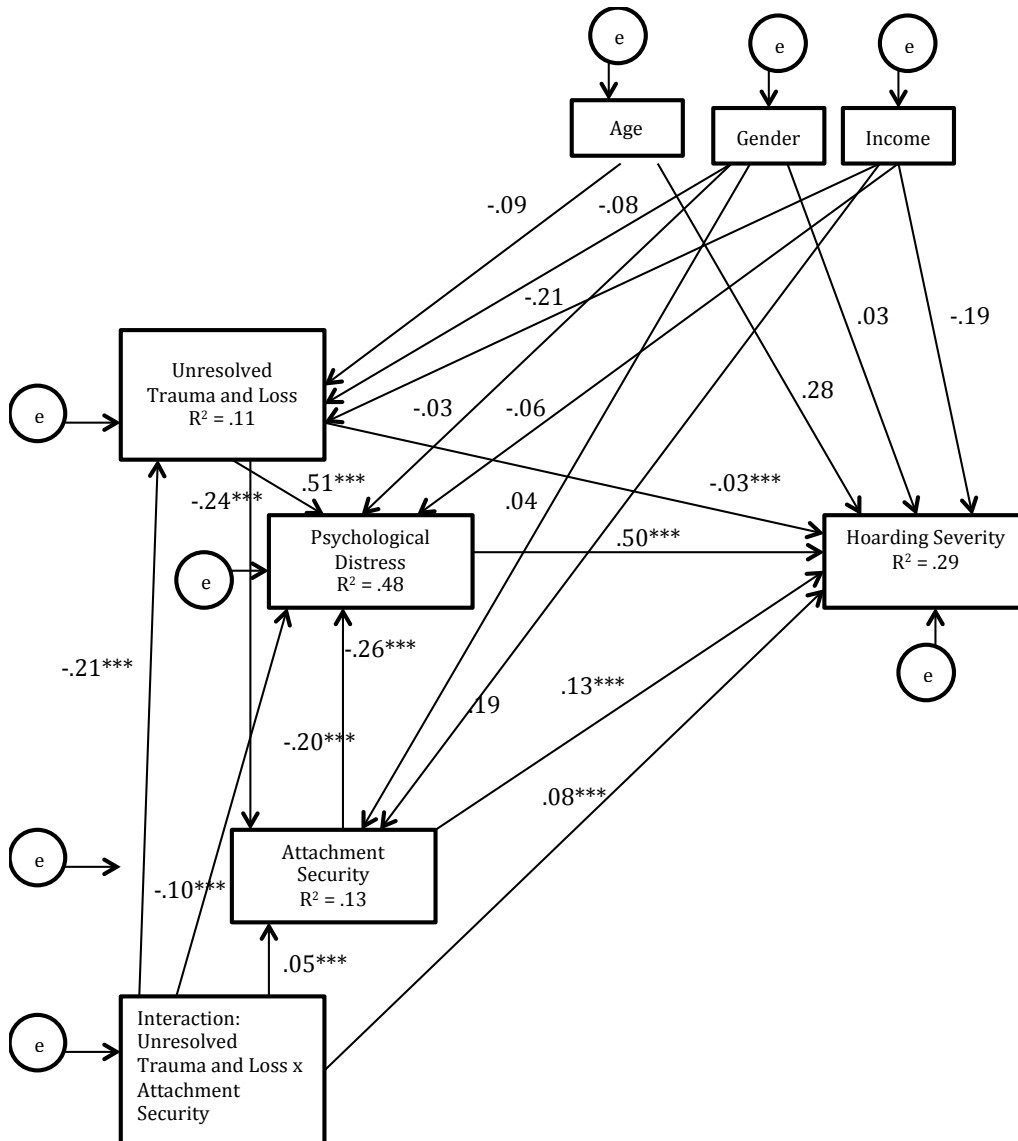 e
e
e
Age
Gender
Income
-.09
-.08
-.21
.03
-.19
Unresolved
Trauma and Loss
R² = .11
e
-.03
-.06
.28
-.24***
.51***
.04
-.03***
Psychological
Distress
R² = .48
.50***
Hoarding Severity
R² = .29
e
e
-.21***
-.26***
.13***
.19
-.20***
.08***
e
Attachment
Security
R² = .13
-.10***
.05***
e
Interaction:
Unresolved
Trauma and Loss x
Attachment
Security